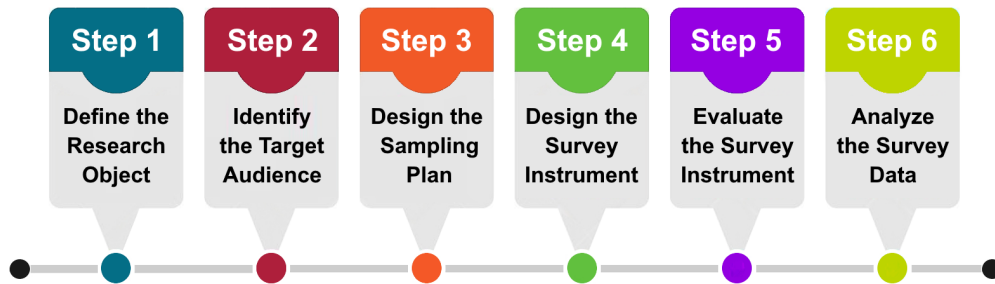 Step 1
Define the
Research
Object
Step 2
Identify
the Target
Audience
Step 3
Design the
Sampling
Plan
Step 4
Design the
Survey
Instrument
Step 5
Evaluate
the Survey
Instrument
Step 6
Analyze
the Survey
Data